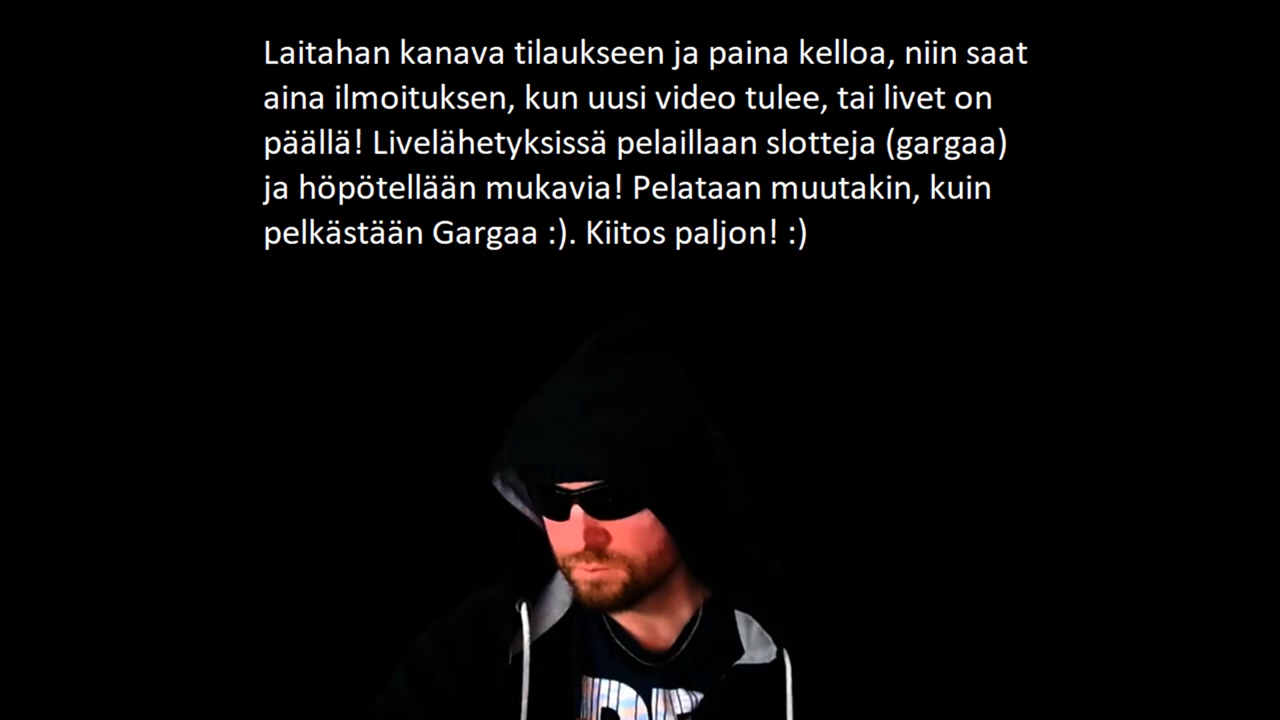 Laitahan kanava tilaukseen ja paina kelloa, niin saat
aina ilmoituksen, kun uusi video tulee, tai livet on
päällä! Livelähetyksissä pelaillaan slotteja (gargaa)
ja höpötellään mukavia! Pelataan muutakin, kuin
pelkästään Gargaa :). Kiitos paljon! :)